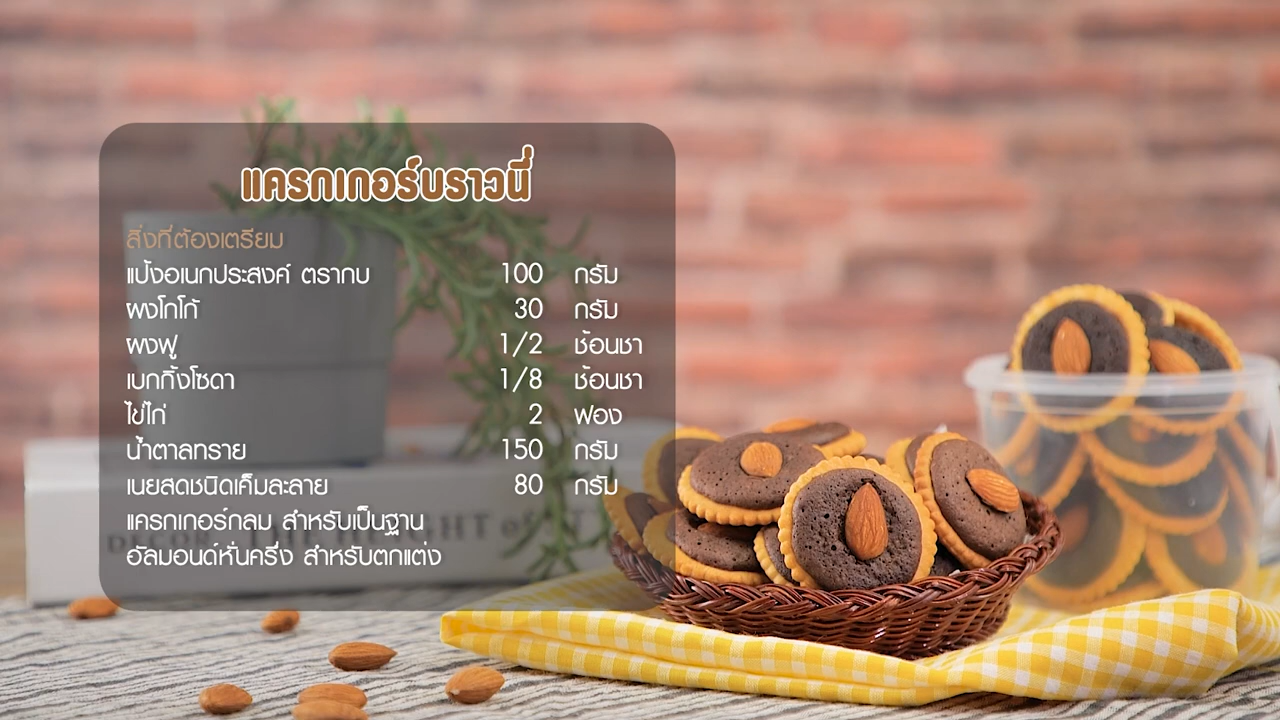 แครกเกอร์บราวนี่
สิ่งที่ต้องเตรียม
แป้งอเนกประสงค์ ตรากบ 100 กรัม
ผงโกโก้ 30 กรัม
ผงฟู 1/2 ช้อนชา
เบกกิ้งโซดา 1/8 ช้อนชา
ไข่ไก่ 2 ฟอง
น้ำตาลทราย 150 กรัม
เนยสดชนิดเค็มละลาย 80 กรัม
แครกเกอร์กลม สำหรับเป็นฐาน
อัลมอนด์หั่นครึ่ง สำหรับตกแต่ง